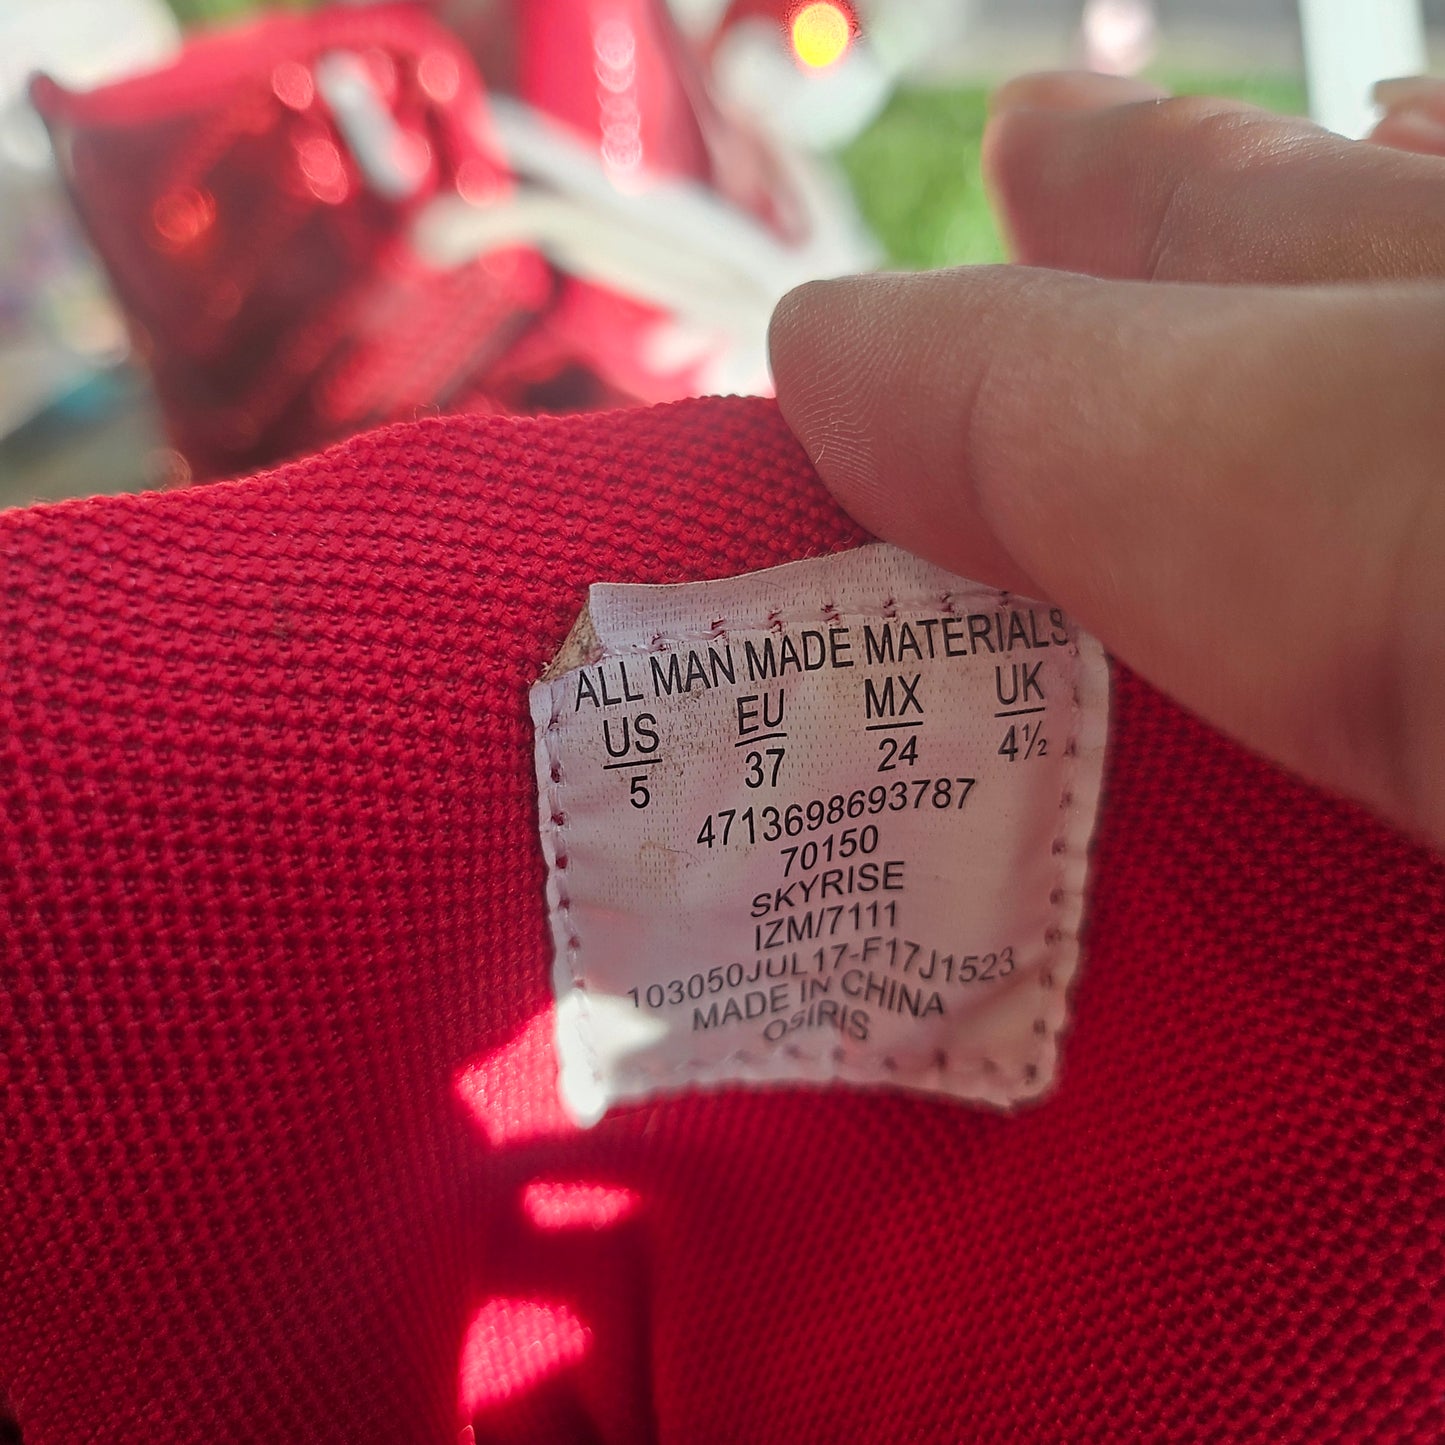 ALL MAN MADE MATERIALS
US EU MX UK
5 37 24 4½
4713698693787
70150
SKYRISE
IZM/7111
103050JUL17-F17J1523
MADE IN CHINA
OSIRIS